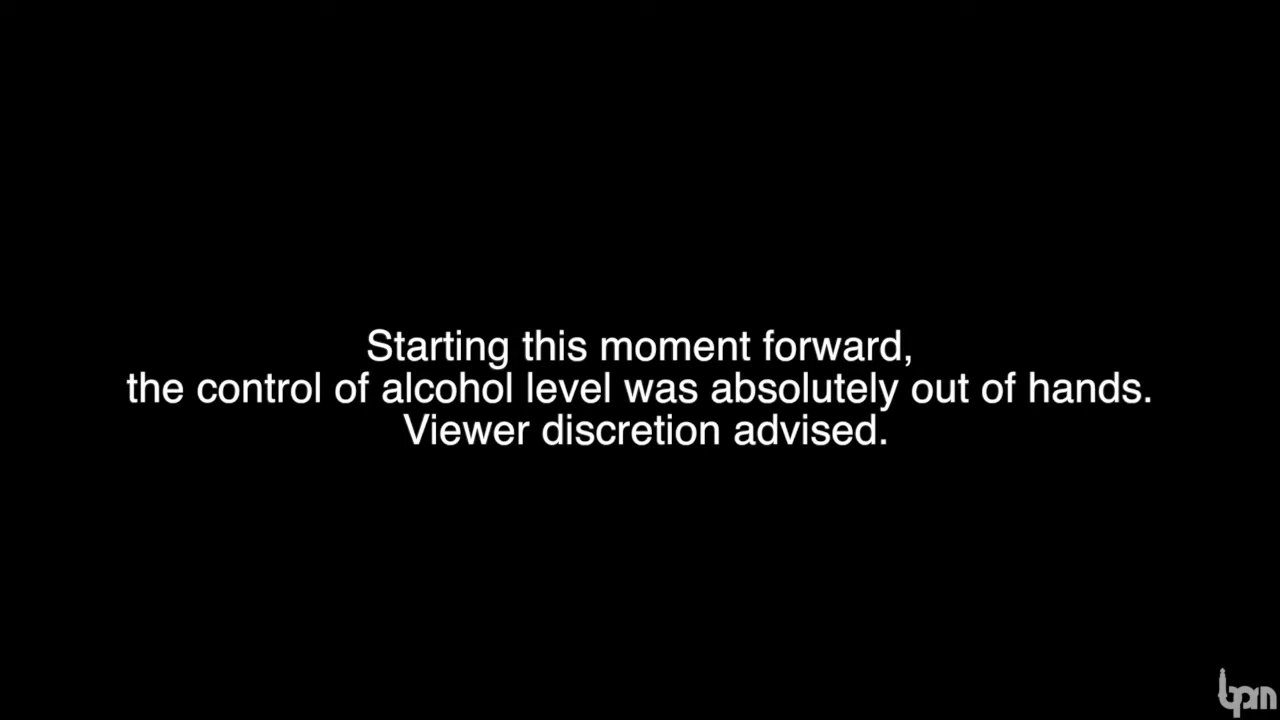 Starting this moment forward,
the control of alcohol level was absolutely out of hands.
Viewer discretion advised.